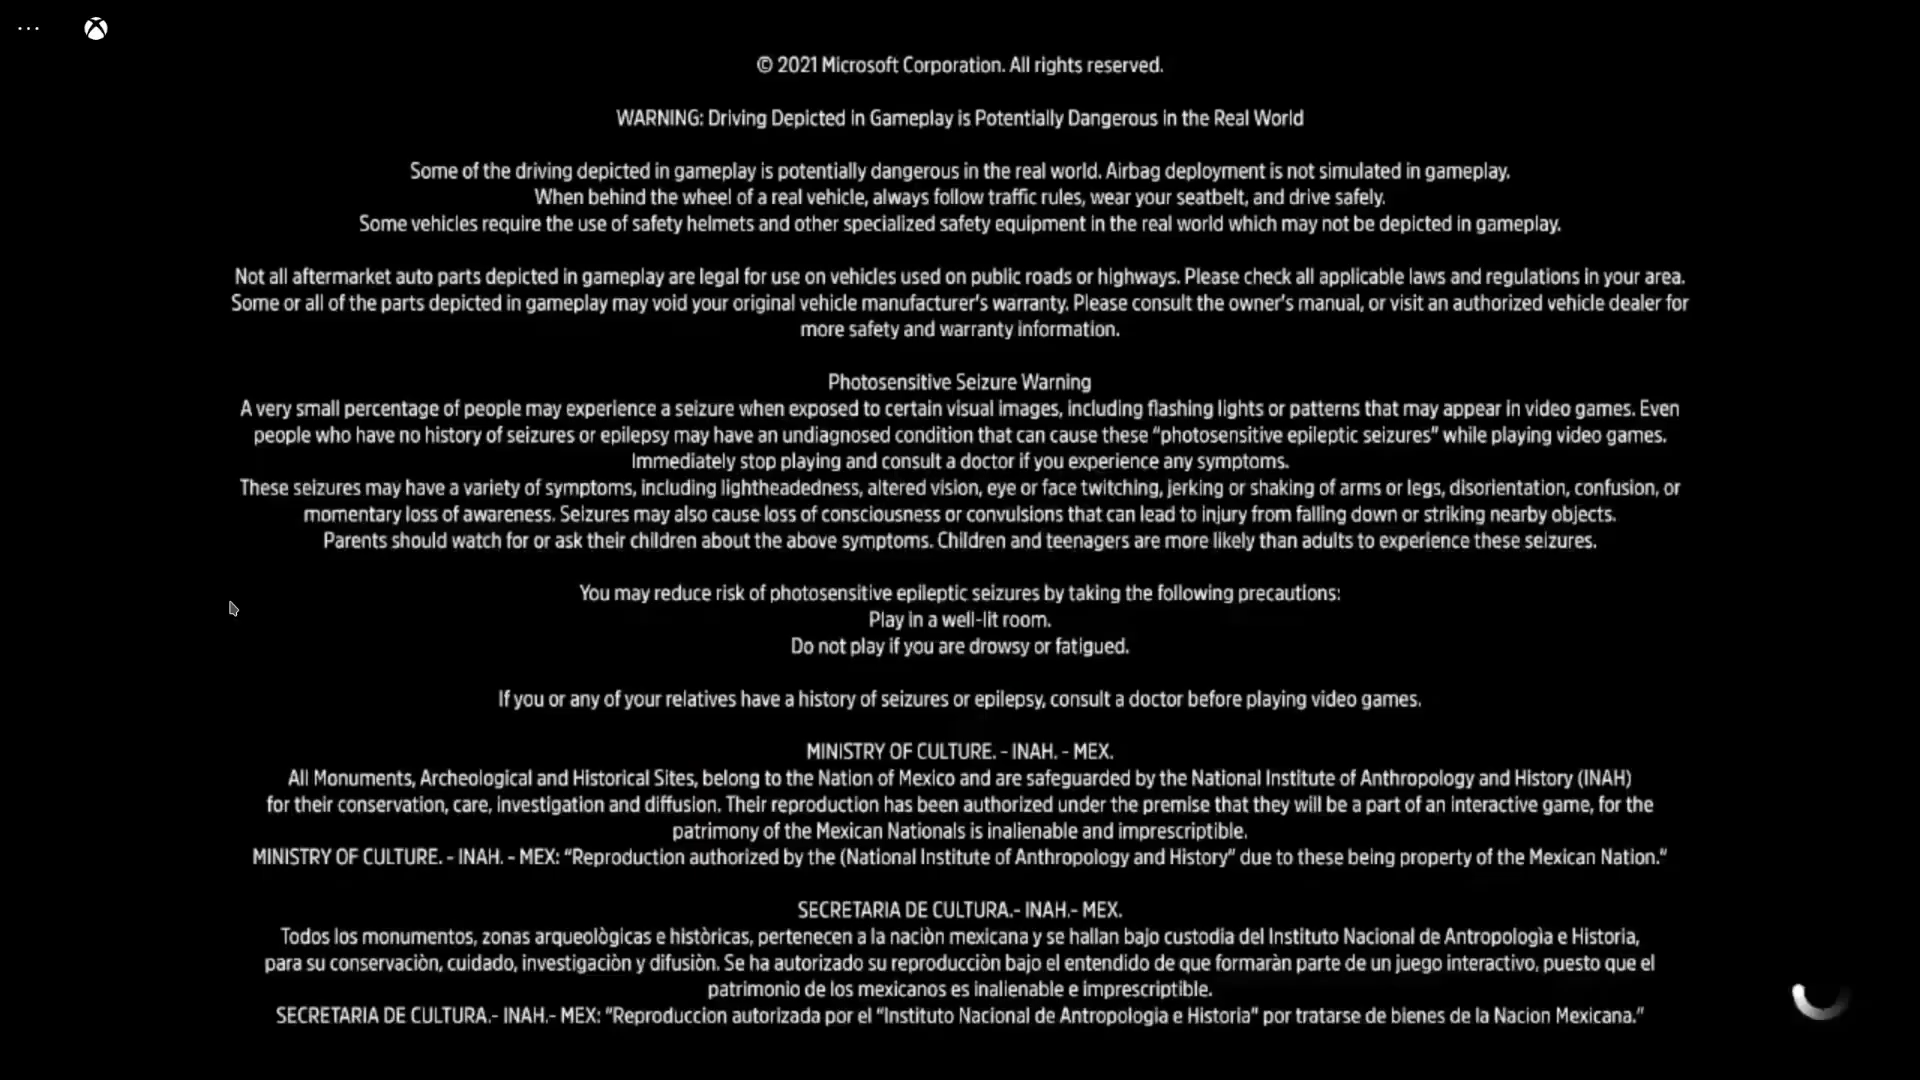 © 2021 Microsoft Corporation. All rights reserved.
WARNING: Driving Depicted in Gameplay is Potentially Dangerous in the Real World
Some of the driving depicted in gameplay is potentially dangerous in the real world. Airbag deployment is not simulated in gameplay.
When behind the wheel of a real vehicle, always follow traffic rules, wear your seatbelt, and drive safely.
Some vehicles require the use of safety helmets and other specialized safety equipment in the real world which may not be depicted in gameplay.
Not all aftermarket auto parts depicted in gameplay are legal for use on vehicles used on public roads or highways. Please check all applicable laws and regulations in your area.
Some or all of the parts depicted in gameplay may void your original vehicle manufacturer's warranty. Please consult the owner's manual, or visit an authorized vehicle dealer for
more safety and warranty information.
Photosensitive Seizure Warning
A very small percentage of people may experience a seizure when exposed to certain visual images, including flashing lights or patterns that may appear in video games. Even
people who have no history of seizures or epilepsy may have an undiagnosed condition that can cause these “photosensitive epileptic seizures” while playing video games.
Immediately stop playing and consult a doctor if you experience any symptoms.
These seizures may have a variety of symptoms, including lightheadedness, altered vision, eye or face twitching, jerking or shaking of arms or legs, disorientation, confusion, or
momentary loss of awareness. Seizures may also cause loss of consciousness or convulsions that can lead to injury from falling down or striking nearby objects.
Parents should watch for or ask their children about the above symptoms. Children and teenagers are more likely than adults to experience these seizures.
You may reduce risk of photosensitive epileptic seizures by taking the following precautions:
Play in a well-lit room.
Do not play if you are drowsy or fatigued.
If you or any of your relatives have a history of seizures or epilepsy, consult a doctor before playing video games.
MINISTRY OF CULTURE. - INAH. - MEX.
All Monuments, Archeological and Historical Sites, belong to the Nation of Mexico and are safeguarded by the National Institute of Anthropology and History (INAH)
for their conservation, care, investigation and diffusion. Their reproduction has been authorized under the premise that they will be a part of an interactive game, for the
patrimony of the Mexican Nationals is inalienable and imprescriptible.
MINISTRY OF CULTURE. - INAH. - MEX: “Reproduction authorized by the (National Institute of Anthropology and History” due to these being property of the Mexican Nation.”
SECRETARIA DE CULTURA.- INAH.- MEX.
Todos los monumentos, zonas arqueològicas e històricas, pertenecen a la naciòn mexicana y se hallan bajo custodia del Instituto Nacional de Antropologìa e Historia,
para su conservaciòn, cuidado, investigaciòn y difusiòn. Se ha autorizado su reproducciòn bajo el entendido de que formaràn parte de un juego interactivo, puesto que el
patrimonio de los mexicanos es inalienable e imprescriptible.
SECRETARIA DE CULTURA.- INAH.- MEX: “Reproduccion autorizada por el “Instituto Nacional de Antropologia e Historia” por tratarse de bienes de la Nacion Mexicana.”